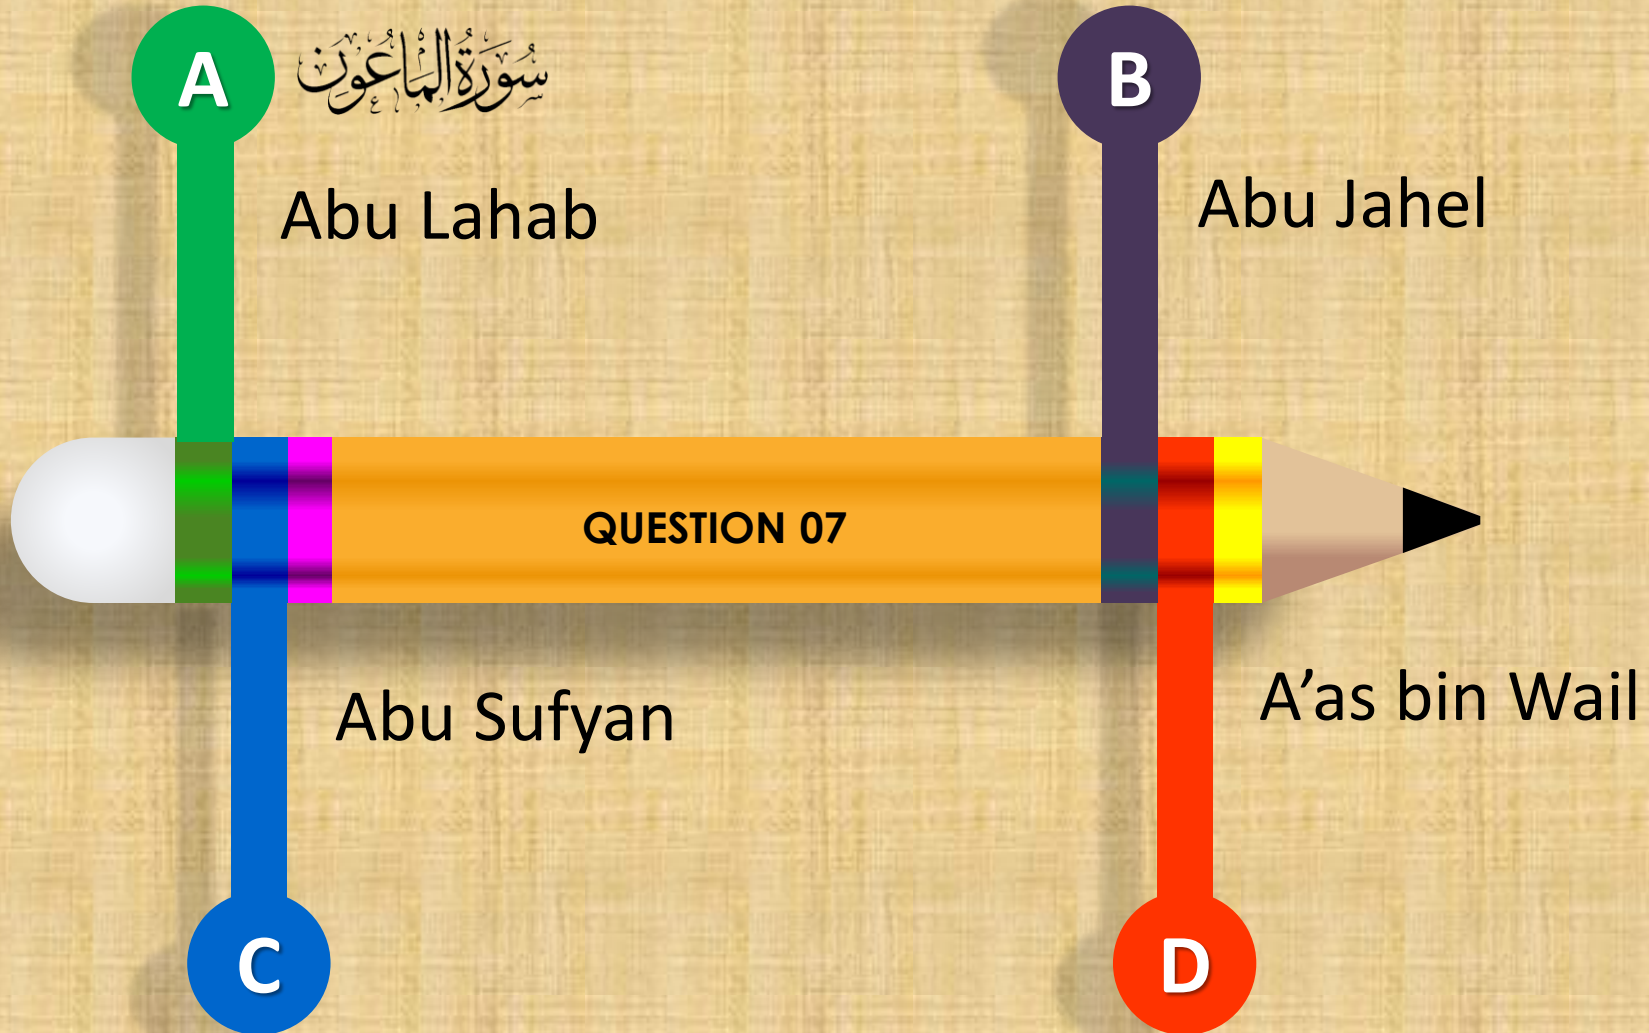 A
سُورَةُ الْمَاعُونِ
B
Abu Lahab
Abu Jahel
QUESTION 07
Abu Sufyan
A’as bin Wail
C
D